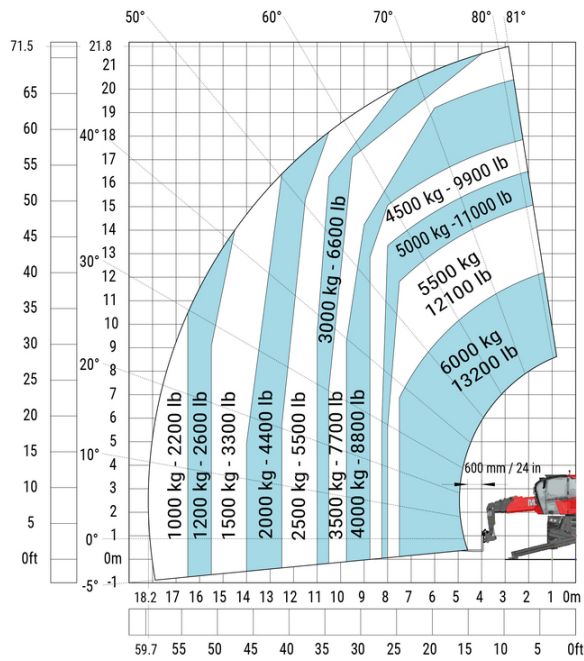 50° 60° 70° 80° 81°
71.5 21.8
21
65 20
19
60 40° 18
17
55
16
50 15
14
45
13
40 30° 12
11
35
10
30 9
8
25 20°
7
20 6
5
15 10° 4
3
10
2
5 1
0°
0ft 0m
-5° -1
18.2 17 16 15 14 13 12 11 10 9 8 7 6 5 4 3 2 1 0m
59.7 55 50 45 40 35 30 25 20 15 10 5 0ft
1000 kg - 2200 lb
1200 kg - 2600 lb
1500 kg - 3300 lb
2000 kg - 4400 lb
2500 kg - 5500 lb
3000 kg - 6600 lb
3500 kg - 7700 lb
4000 kg - 8800 lb
4500 kg - 9900 lb
5000 kg -11000 lb
5500 kg
12100 lb
6000 kg
13200 lb
600 mm / 24 in